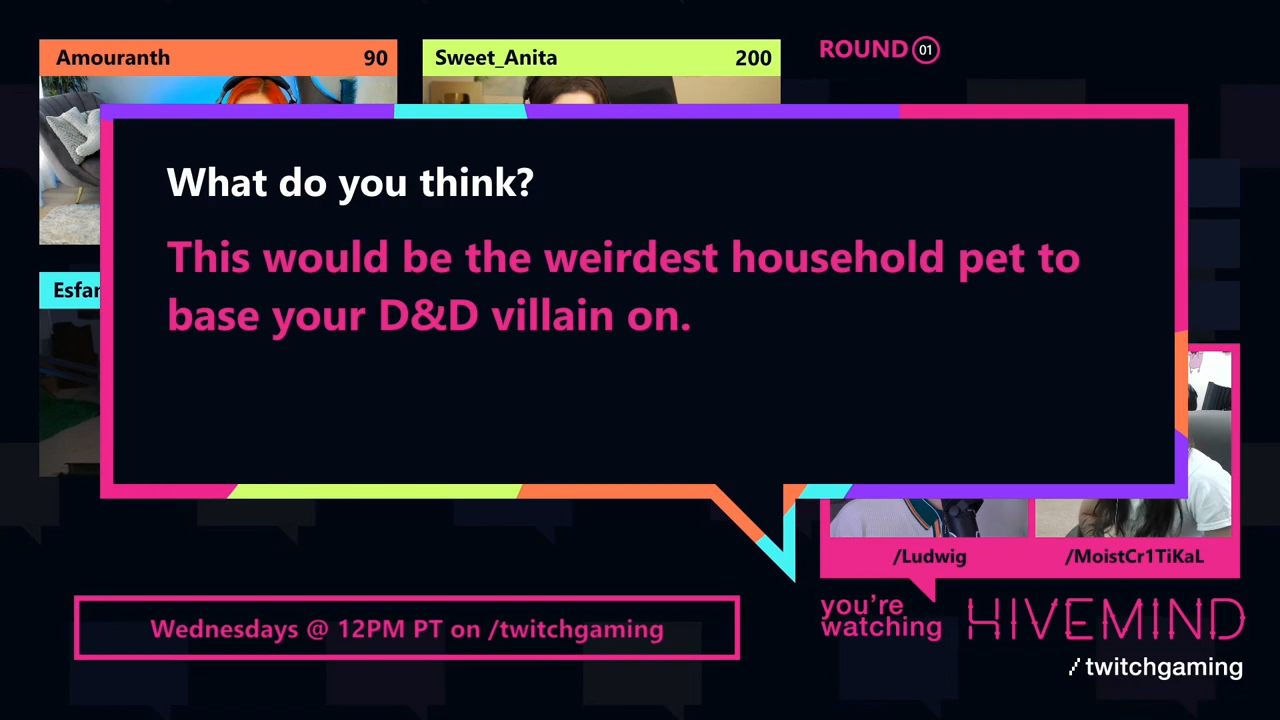 Amouranth 90
Sweet_Anita 200
ROUND 01
What do you think?
This would be the weirdest household pet to
base your D&D villain on.
Esfan
/Ludwig
/MoistCr1TiKaL
Wednesdays @ 12PM PT on /twitchgaming
you're
watching
HIVEMIND
/twitchgaming